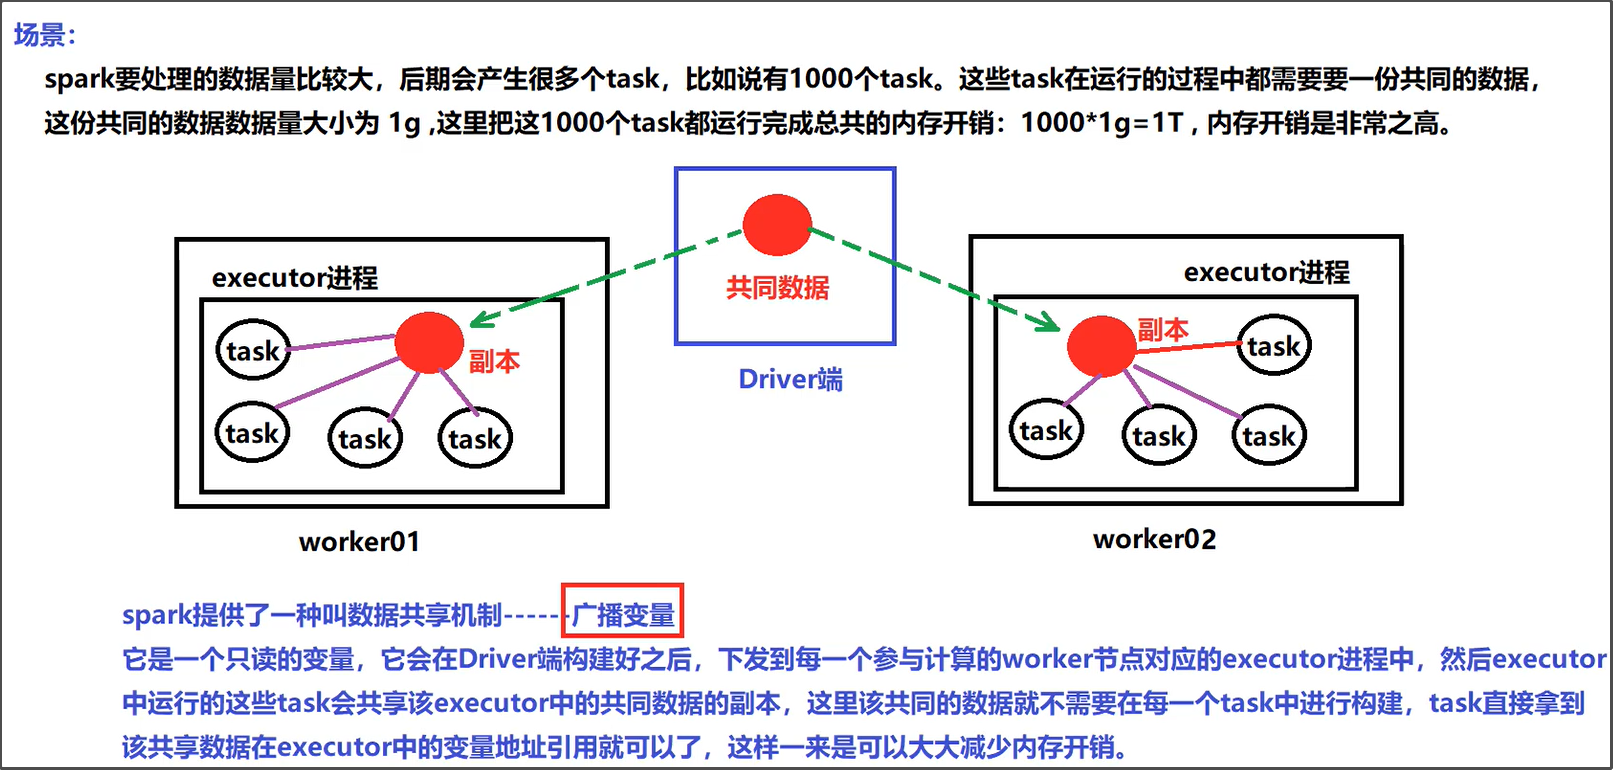 场景：
spark要处理的数据量比较大，后期会产生很多个task，比如说有1000个task。这些task在运行的过程中都需要要一份共同的数据，
这份共同的数据数据量大小为 1g ,这里把这1000个task都运行完成总共的内存开销：1000*1g=1T , 内存开销是非常之高。
共同数据
Driver端
executor进程
task
副本
task
task
task
worker01
executor进程
副本
task
task
task
task
worker02
spark提供了一种叫数据共享机制------广播变量
它是一个只读的变量，它会在Driver端构建好之后，下发到每一个参与计算的worker节点对应的executor进程中，然后executor
中运行的这些task会共享该executor中的共同数据的副本，这里该共同的数据就不需要在每一个task中进行构建，task直接拿到
该共享数据在executor中的变量地址引用就可以了，这样一来是可以大大减少内存开销。